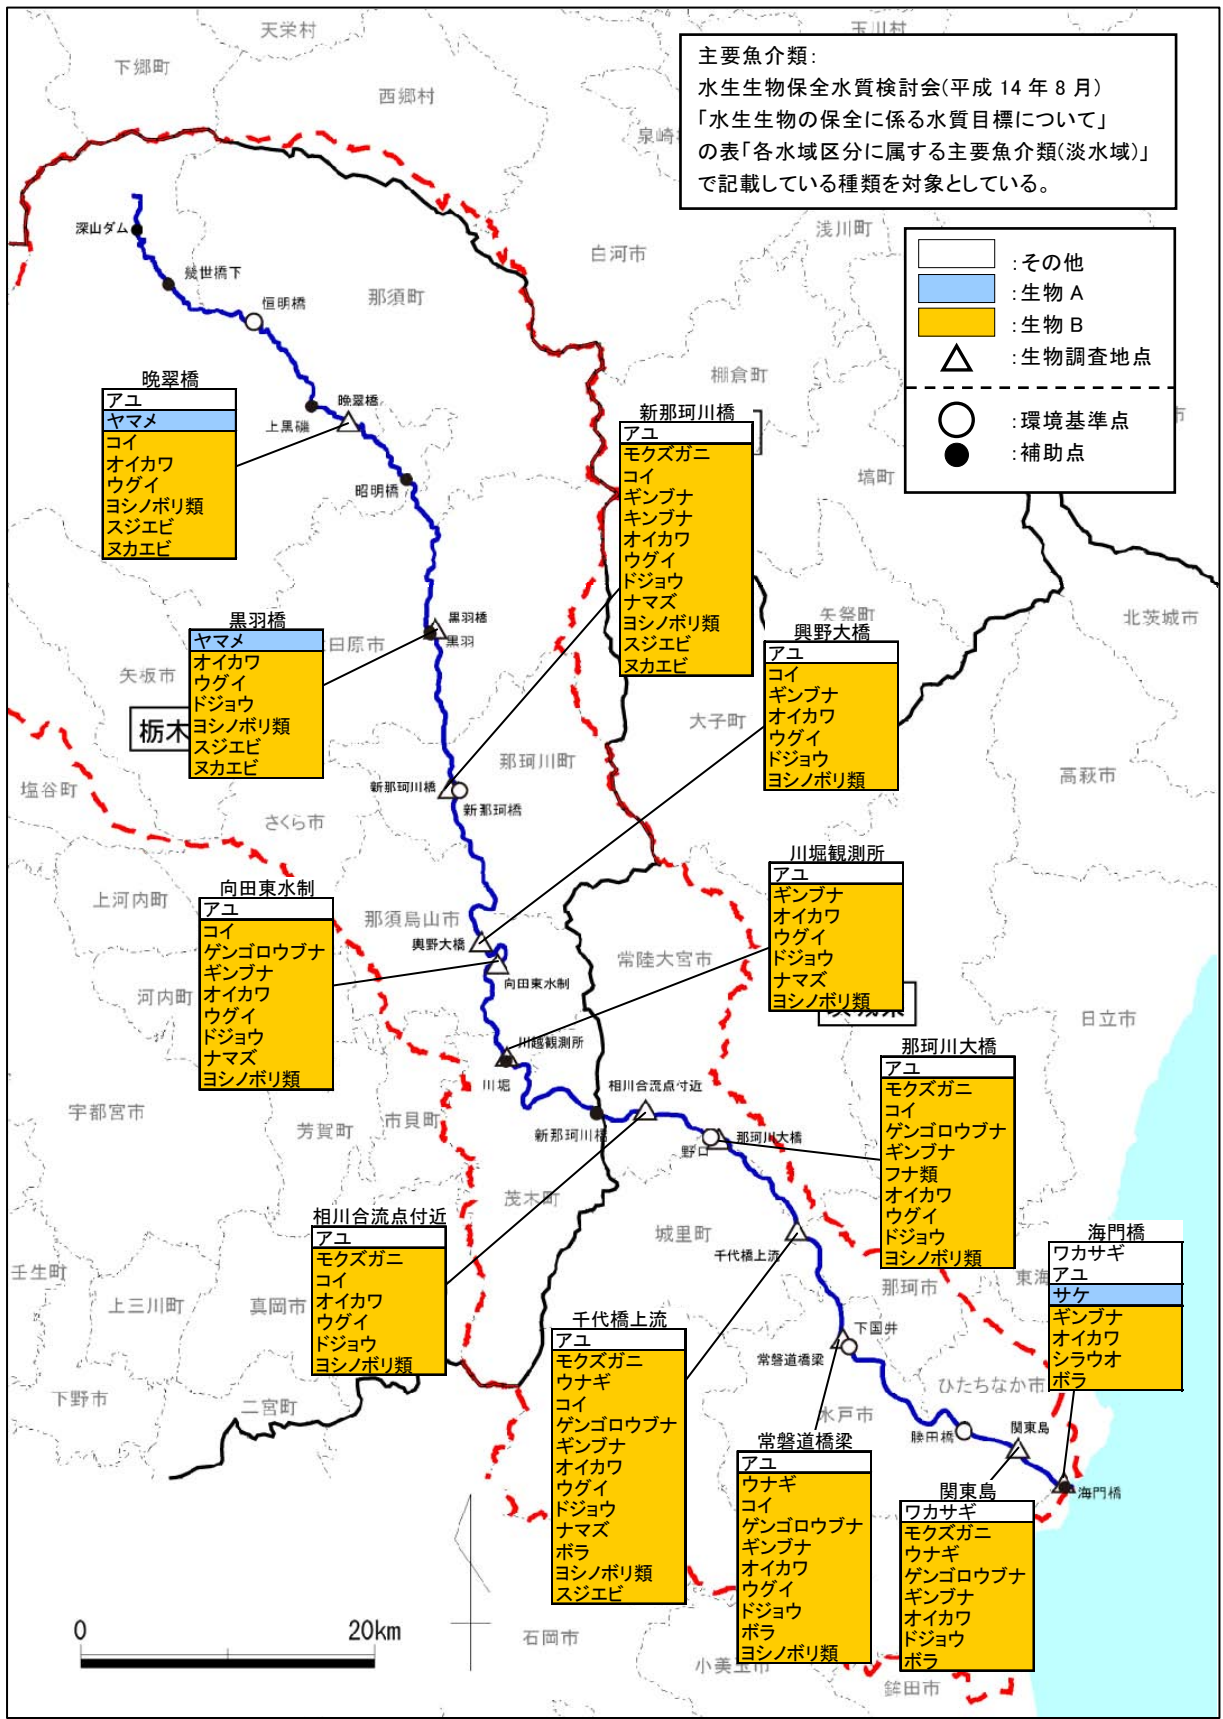 天栄村
玉川村
下郷町
西郷村
泉崎
主要魚介類：
水生生物保全水質検討会(平成 14 年 8 月)
「水生生物の保全に係る水質目標について」
の表「各水域区分に属する主要魚介類(淡水域)」
で記載している種類を対象としている。
浅川町
白河市
那須町
棚倉町
塙町
矢祭町
北茨城市
：その他
：生物 A
：生物 B
：生物調査地点
：環境基準点
：補助点
深山ダム
幾世橋下
恒明橋
晩翠橋
上黒磯
昭明橋
晩翠橋
アユ
ヤマメ
コイ
オイカワ
ウグイ
ヨシノボリ類
スジエビ
ヌカエビ
新那珂川橋
アユ
モクズガニ
コイ
ギンブナ
キンブナ
オイカワ
ウグイ
ドジョウ
ナマズ
ヨシノボリ類
スジエビ
ヌカエビ
黒羽橋
ヤマメ
オイカワ
ウグイ
ドジョウ
ヨシノボリ類
スジエビ
ヌカエビ
黒羽橋
黒羽
田原市
矢板市
栃木
塩谷町
さくら市
那珂川町
大子町
高萩市
興野大橋
アユ
コイ
ギンブナ
オイカワ
ウグイ
ドジョウ
ヨシノボリ類
新那珂川橋
新那珂橋
川堀観測所
アユ
ギンブナ
オイカワ
ウグイ
ドジョウ
ナマズ
ヨシノボリ類
向田東水制
アユ
コイ
ゲンゴロウブナ
ギンブナ
オイカワ
ウグイ
ドジョウ
ナマズ
ヨシノボリ類
上河内町
河内町
那須烏山市
興野大橋
向田東水制
常陸大宮市
日立市
川越観測所
川堀
宇都宮市
芳賀町
市貝町
新那珂川橋
相川合流点付近
野口
那珂川大橋
那珂川大橋
アユ
モクズガニ
コイ
ゲンゴロウブナ
ギンブナ
フナ類
オイカワ
ウグイ
ドジョウ
ヨシノボリ類
茂木町
城里町
千代橋上流
那珂市
東海
相川合流点付近
アユ
モクズガニ
コイ
オイカワ
ウグイ
ドジョウ
ヨシノボリ類
海門橋
ワカサギ
アユ
サケ
ギンブナ
オイカワ
シラウオ
ボラ
壬生町
上三川町
真岡市
下野市
二宮町
千代橋上流
アユ
モクズガニ
ウナギ
コイ
ゲンゴロウブナ
ギンブナ
オイカワ
ウグイ
ドジョウ
ナマズ
ボラ
ヨシノボリ類
スジエビ
下国井
常磐道橋梁
ひたちなか市
水戸市
勝田橋
関東島
海門橋
常磐道橋梁
アユ
ウナギ
コイ
ゲンゴロウブナ
ギンブナ
オイカワ
ウグイ
ドジョウ
ボラ
ヨシノボリ類
関東島
ワカサギ
モクズガニ
ウナギ
ゲンゴロウブナ
ギンブナ
オイカワ
ドジョウ
ボラ
石岡市
小美玉市
鉾田市
0
20km